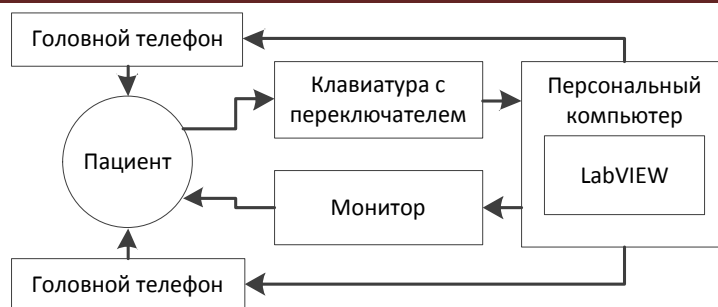 Головной телефон
Клавиатура с
переключателем
Персональный
компьютер
Пациент
LabVIEW
Монитор
Головной телефон